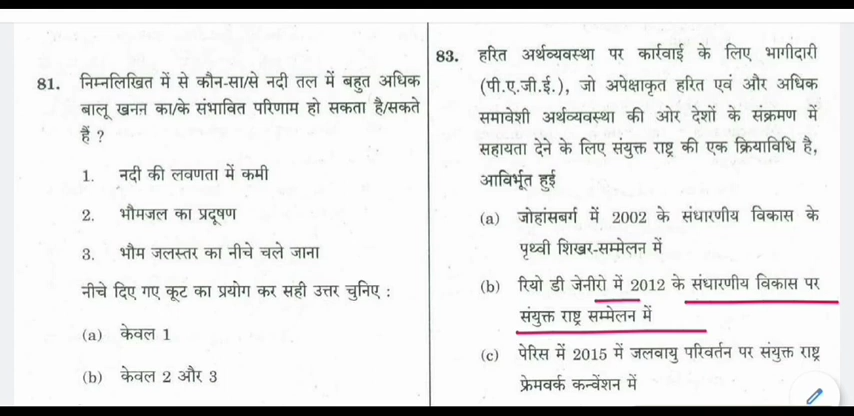 81. निम्नलिखित में से कौन-सा/से नदी तल में बहुत अधिक
बालू खनन का/के संभावित परिणाम हो सकता है/सकते
हैं ?
1. नदी की लवणता में कमी
2. भौमजल का प्रदूषण
3. भौम जलस्तर का नीचे चले जाना
नीचे दिए गए कूट का प्रयोग कर सही उत्तर चुनिए :
(a) केवल 1
(b) केवल 2 और 3
83. हरित अर्थव्यवस्था पर कार्रवाई के लिए भागीदारी
(पी.ए.जी.ई.), जो अपेक्षाकृत हरित एवं और अधिक
समावेशी अर्थव्यवस्था की ओर देशों के संक्रमण में
सहायता देने के लिए संयुक्त राष्ट्र की एक क्रियाविधि है,
आविर्भूत हुई
(a) जोहांसबर्ग में 2002 के संधारणीय विकास के
पृथ्वी शिखर-सम्मेलन में
(b) रियो डी जेनीरो में 2012 के संधारणीय विकास पर
संयुक्त राष्ट्र सम्मेलन में
(c) पेरिस में 2015 में जलवायु परिवर्तन पर संयुक्त राष्ट्र
फ्रेमवर्क कन्वेंशन में